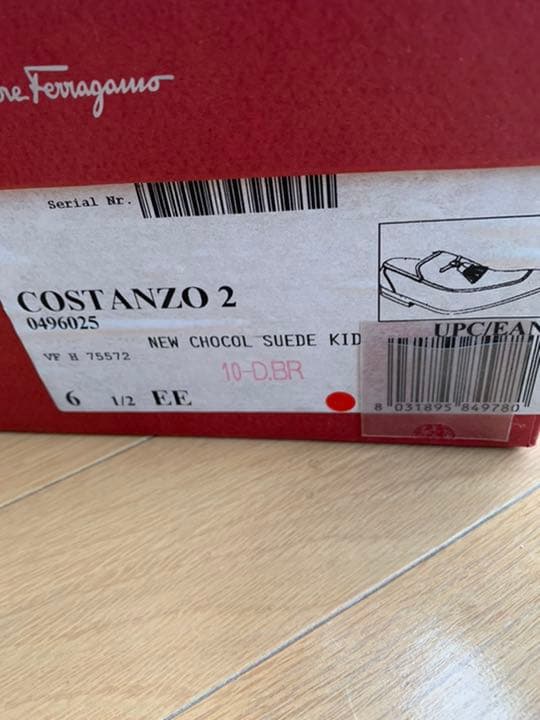 re Ferragamo
Serial Nr.
COSTANZO 2
0496025
UPC/EAN
NEW CHOCOL SUEDE KID
VF H 75572
10-D.BR
6 1/2 EE
8 031895 849780